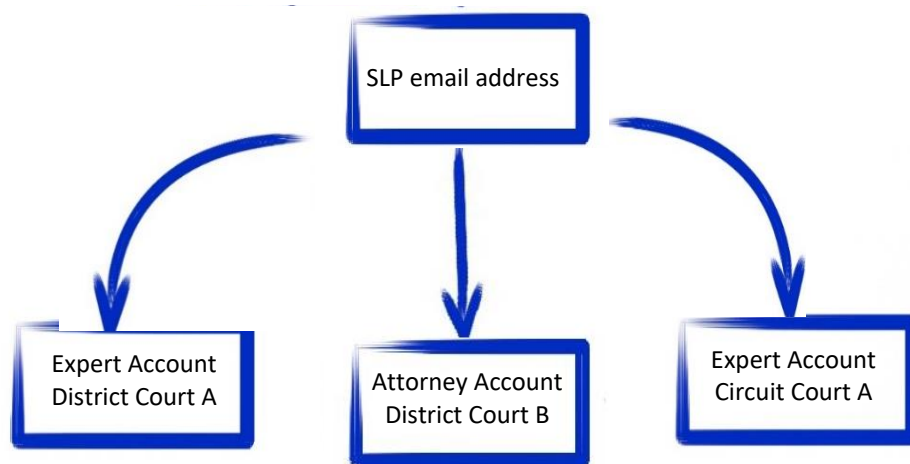 SLP email address
Expert Account
District Court A
Attorney Account
District Court B
Expert Account
Circuit Court A